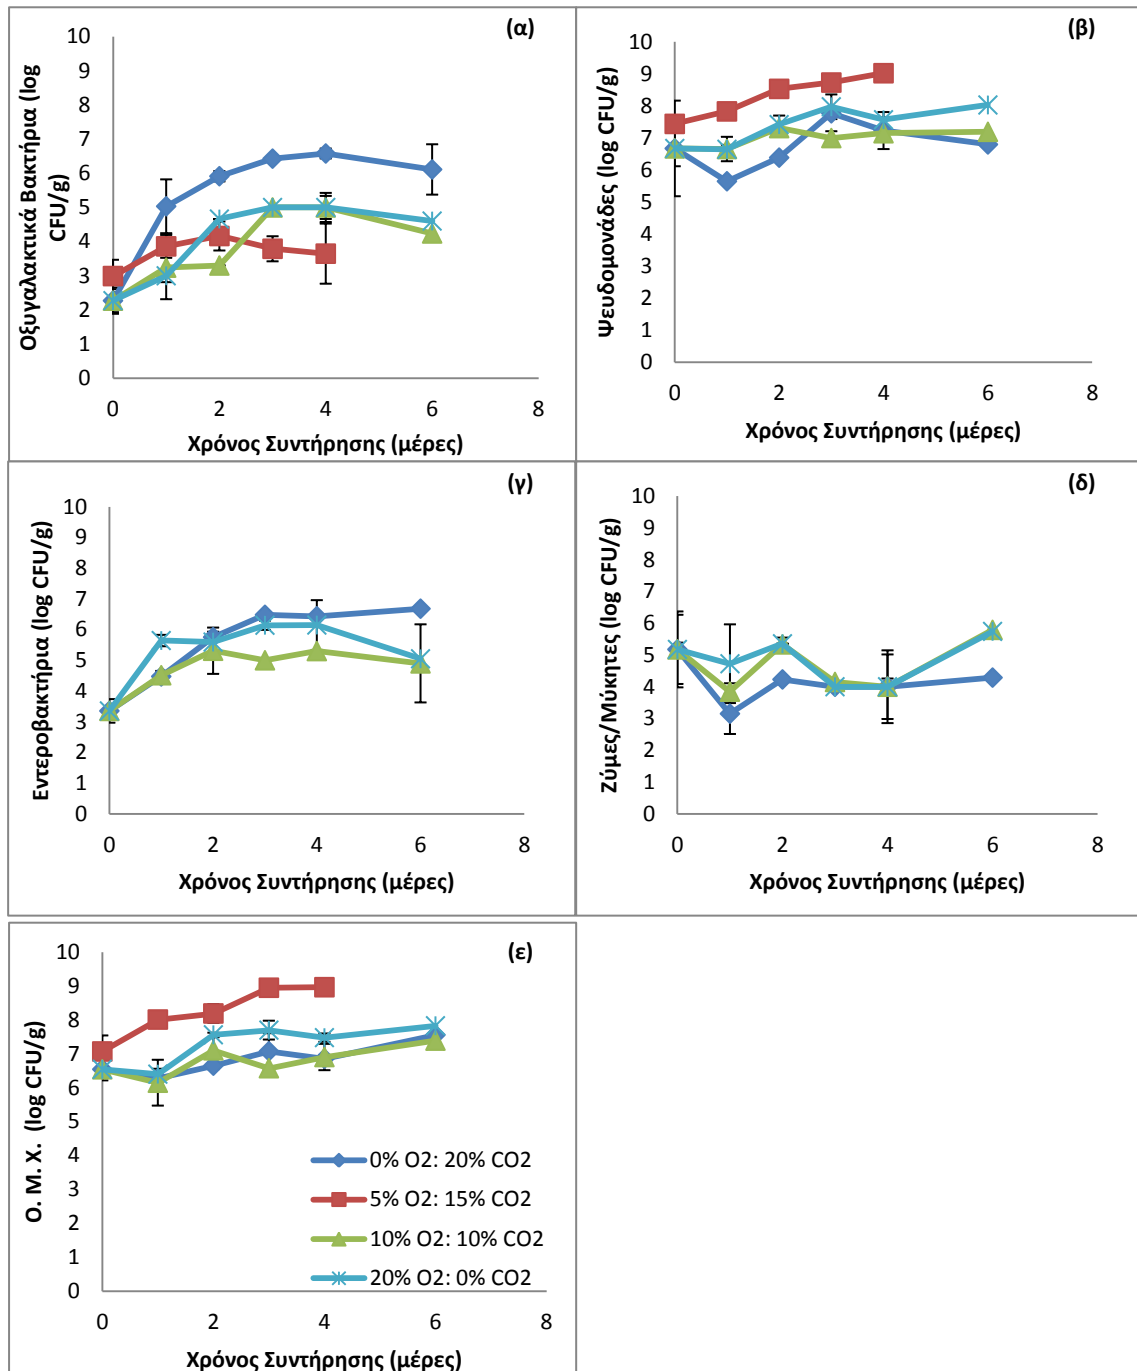 (α)
10
9
8
7
6
5
4
3
2
1
0
Οξυγαλακτικά Βακτήρια (log
CFU/g)
0 2 4 6 8
Χρόνος Συντήρησης (μέρες)
(β)
10
9
8
7
6
5
4
3
2
1
0
Ψευδομονάδες (log CFU/g)
0 2 4 6 8
Χρόνος Συντήρησης (μέρες)
(γ)
10
9
8
7
6
5
4
3
2
1
0
Εντεροβακτήρια (log CFU/g)
0 2 4 6 8
Χρόνος Συντήρησης (μέρες)
(δ)
10
9
8
7
6
5
4
3
2
1
0
Ζύμες/Μύκητες (log CFU/g)
0 2 4 6 8
Χρόνος Συντήρησης (μέρες)
(ε)
10
9
8
7
6
5
4
3
2
1
0
Ο. Μ. Χ. (log CFU/g)
0% O2: 20% CO2
5% O2: 15% CO2
10% O2: 10% CO2
20% O2: 0% CO2
0 2 4 6 8
Χρόνος Συντήρησης (μέρες)